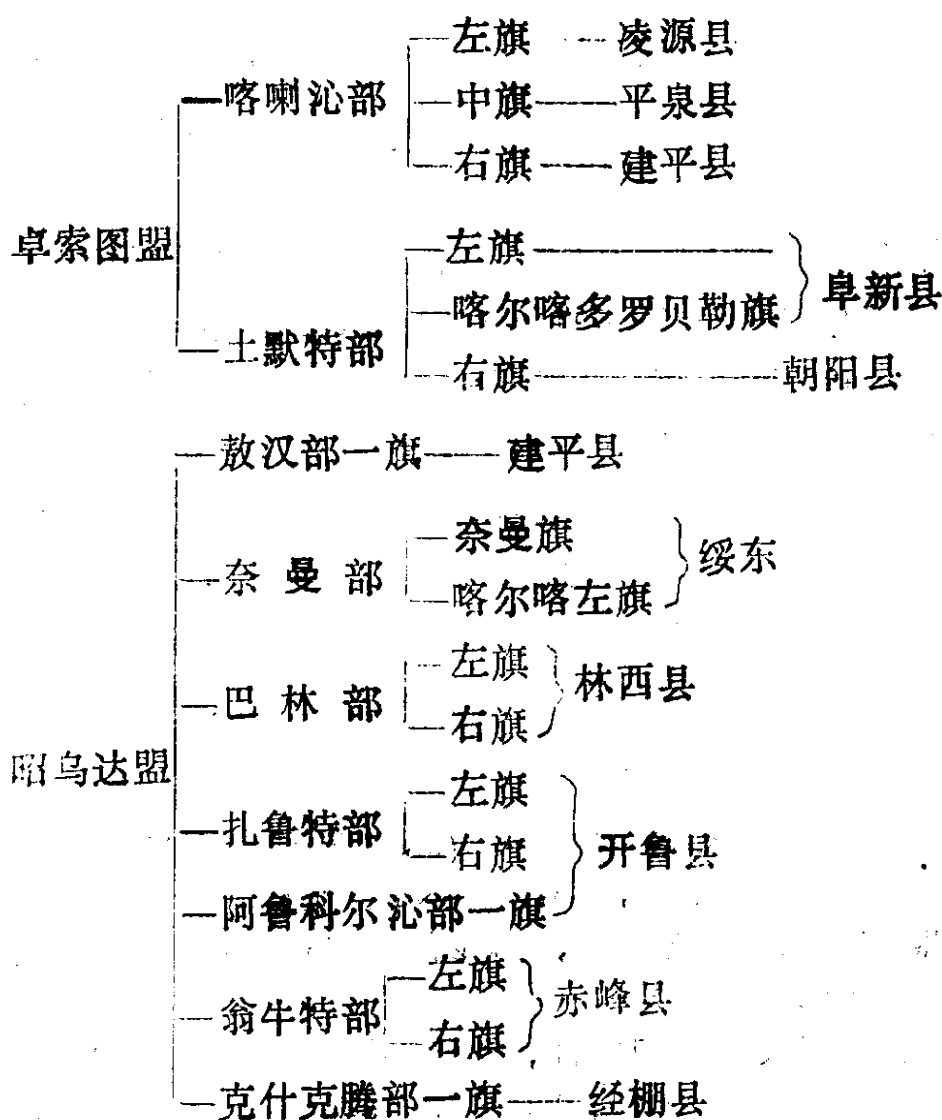 左旗 凌源县
喀喇沁部
中旗 平泉县
右旗 建平县
卓索图盟
左旗
喀尔喀多罗贝勒旗 阜新县
土默特部
右旗 朝阳县
敖汉部一旗 建平县
奈曼旗
奈曼部 绥东
喀尔喀左旗
左旗
巴林部 林西县
右旗
昭乌达盟
左旗
扎鲁特部
右旗 开鲁县
阿鲁科尔沁部一旗
左旗
翁牛特部 赤峰县
右旗
克什克腾部一旗 经棚县